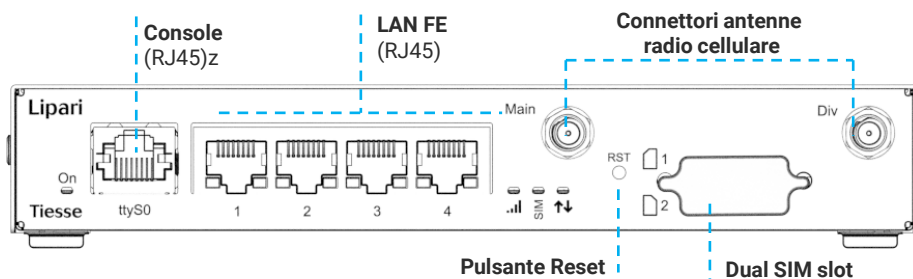 Console
(RJ45)z
LAN FE
(RJ45)
Connettori antenne
radio cellulare
Lipari
Main
Div
On
RST
1
2
Tiesse
ttyS0
1
2
3
4
SIM
Pulsante Reset
Dual SIM slot